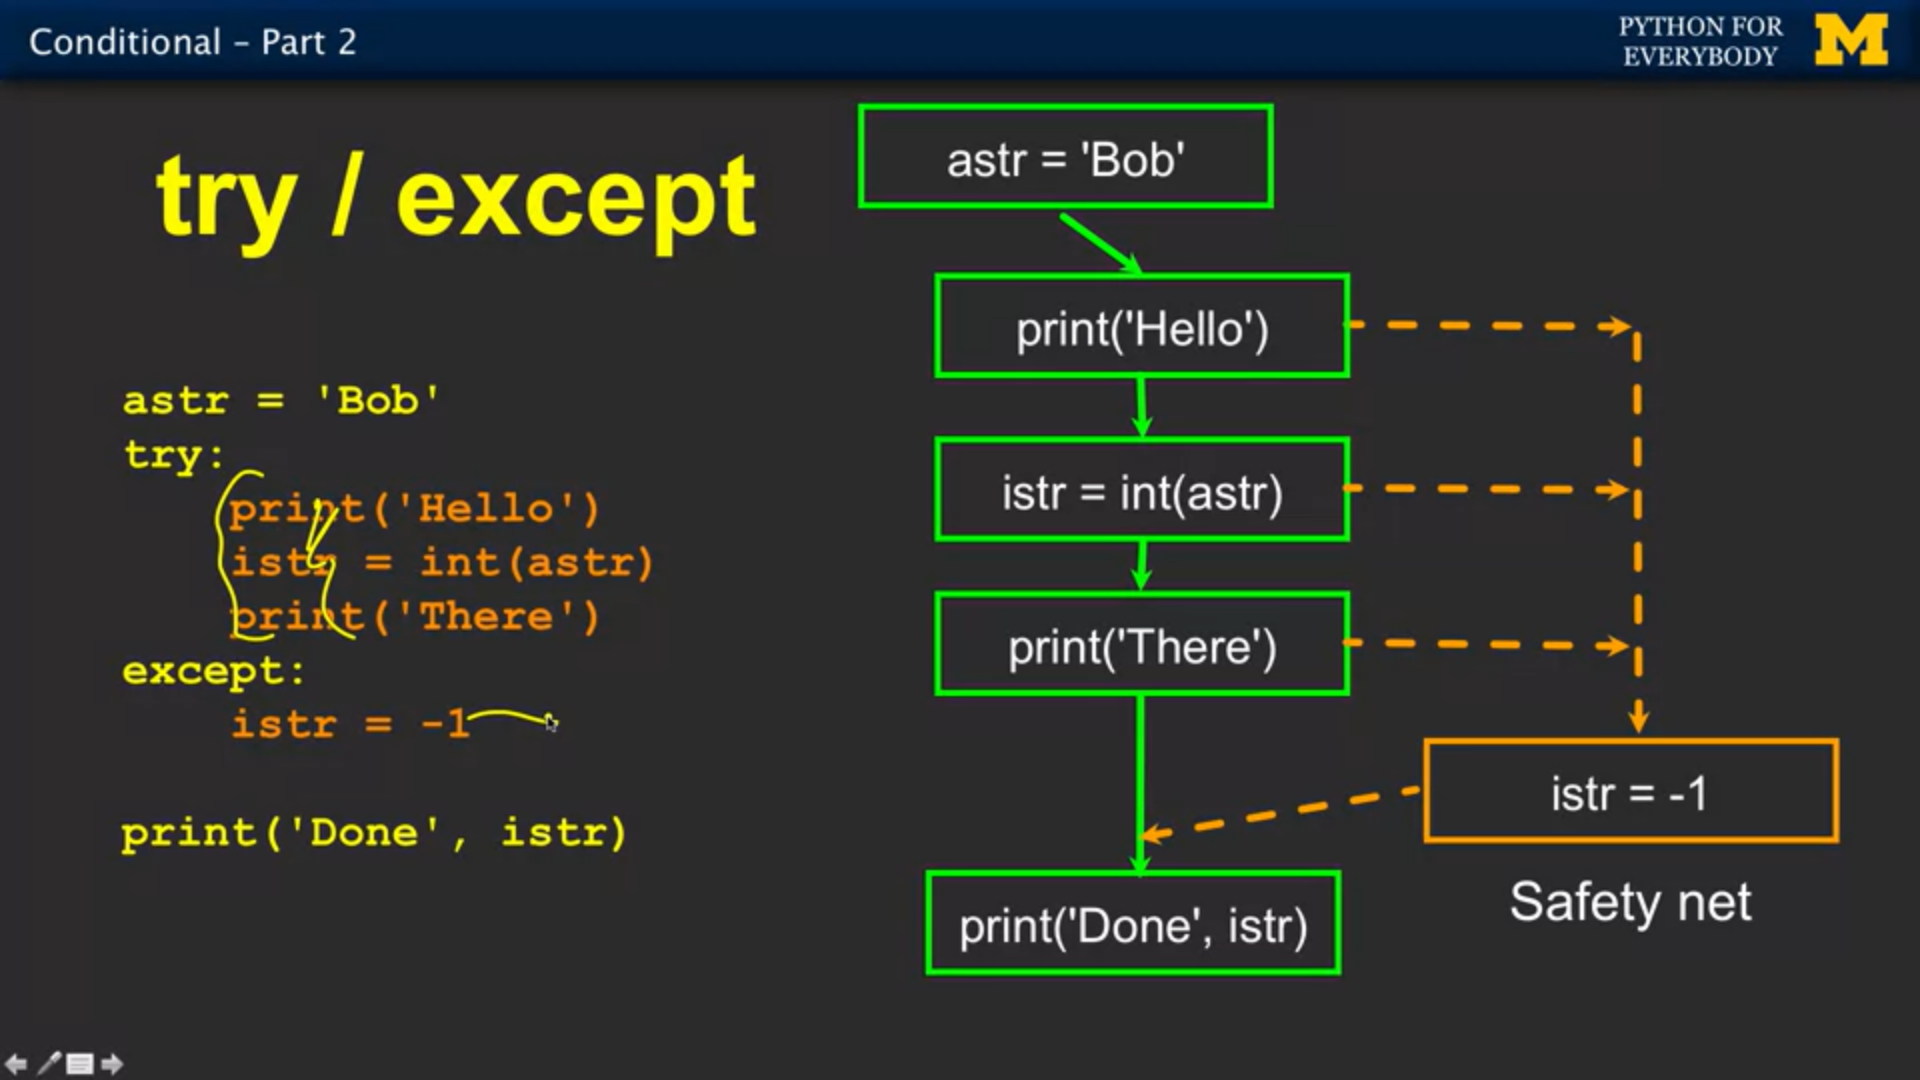 Conditional – Part 2
PYTHON FOR
EVERYBODY
M
try / except
astr = 'Bob'
try:
    print('Hello')
    istr = int(astr)
    print('There')
except:
    istr = -1
print('Done', istr)
astr = 'Bob'
print('Hello')
istr = int(astr)
print('There')
istr = -1
Safety net
print('Done', istr)